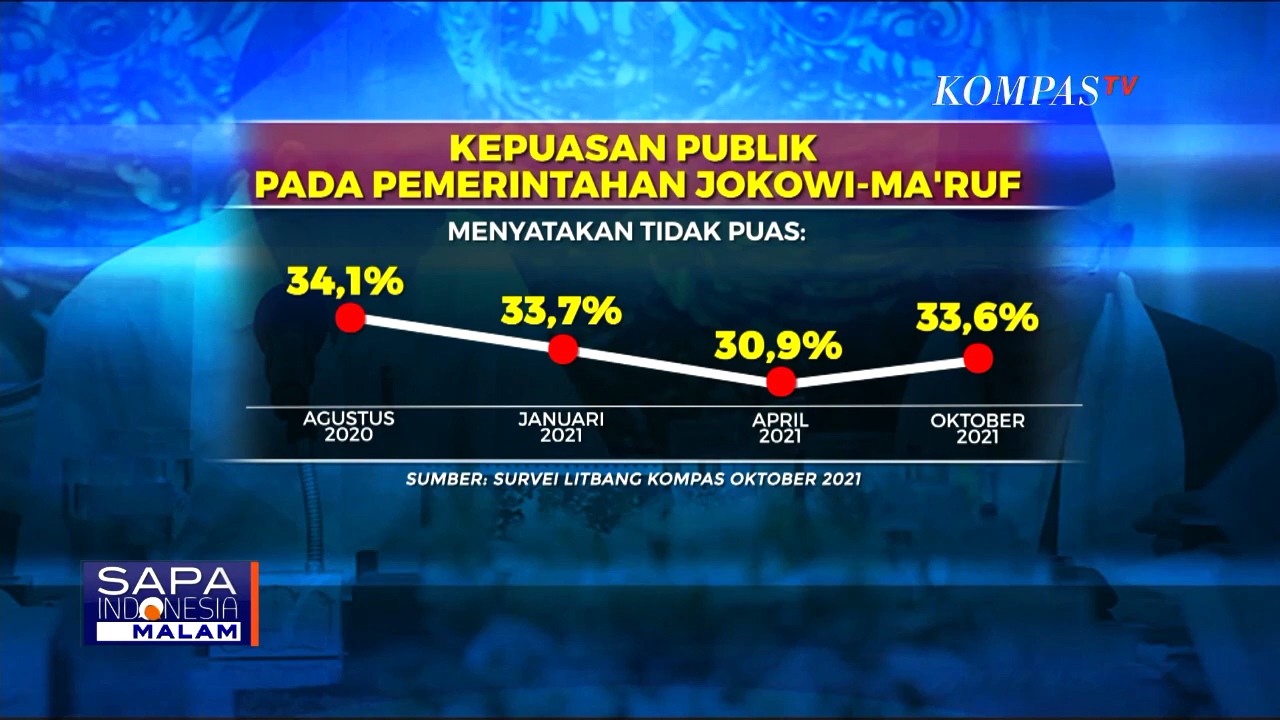 KOMPASTV
KEPUASAN PUBLIK
PADA PEMERINTAHAN JOKOWI-MA'RUF
MENYATAKAN TIDAK PUAS:
34,1%
33,7%
30,9%
33,6%
AGUSTUS
2020
JANUARI
2021
APRIL
2021
OKTOBER
2021
SUMBER: SURVEI LITBANG KOMPAS OKTOBER 2021
SAPA
INDONESIA
MALAM